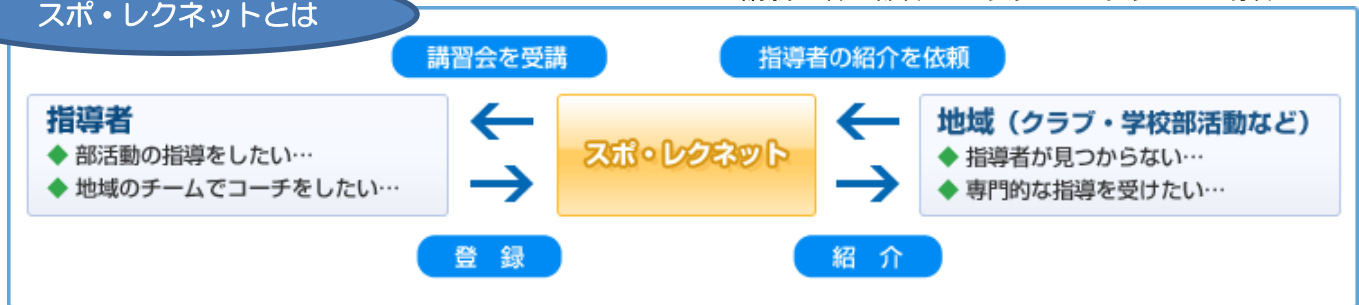 スポ・レクネットとは
講習会を受講
指導者の紹介を依頼
指導者
◆ 部活動の指導をしたい…
◆ 地域のチームでコーチをしたい…
スポ・レクネット
地域（クラブ・学校部活動など）
◆ 指導者が見つからない…
◆ 専門的な指導を受けたい…
登 録
紹 介